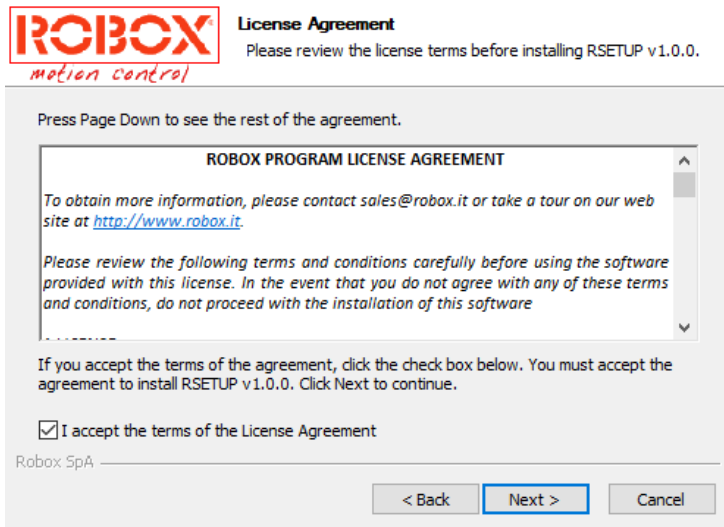 ROBOX
motion control
License Agreement
Please review the license terms before installing RSETUP v1.0.0.
Press Page Down to see the rest of the agreement.
ROBOX PROGRAM LICENSE AGREEMENT
To obtain more information, please contact sales@robox.it or take a tour on our web
site at http://www.robox.it.
Please review the following terms and conditions carefully before using the software
provided with this license. In the event that you do not agree with any of these terms
and conditions, do not proceed with the installation of this software
If you accept the terms of the agreement, click the check box below. You must accept the
agreement to install RSETUP v1.0.0. Click Next to continue.
I accept the terms of the License Agreement
Robox SpA
< Back Next > Cancel